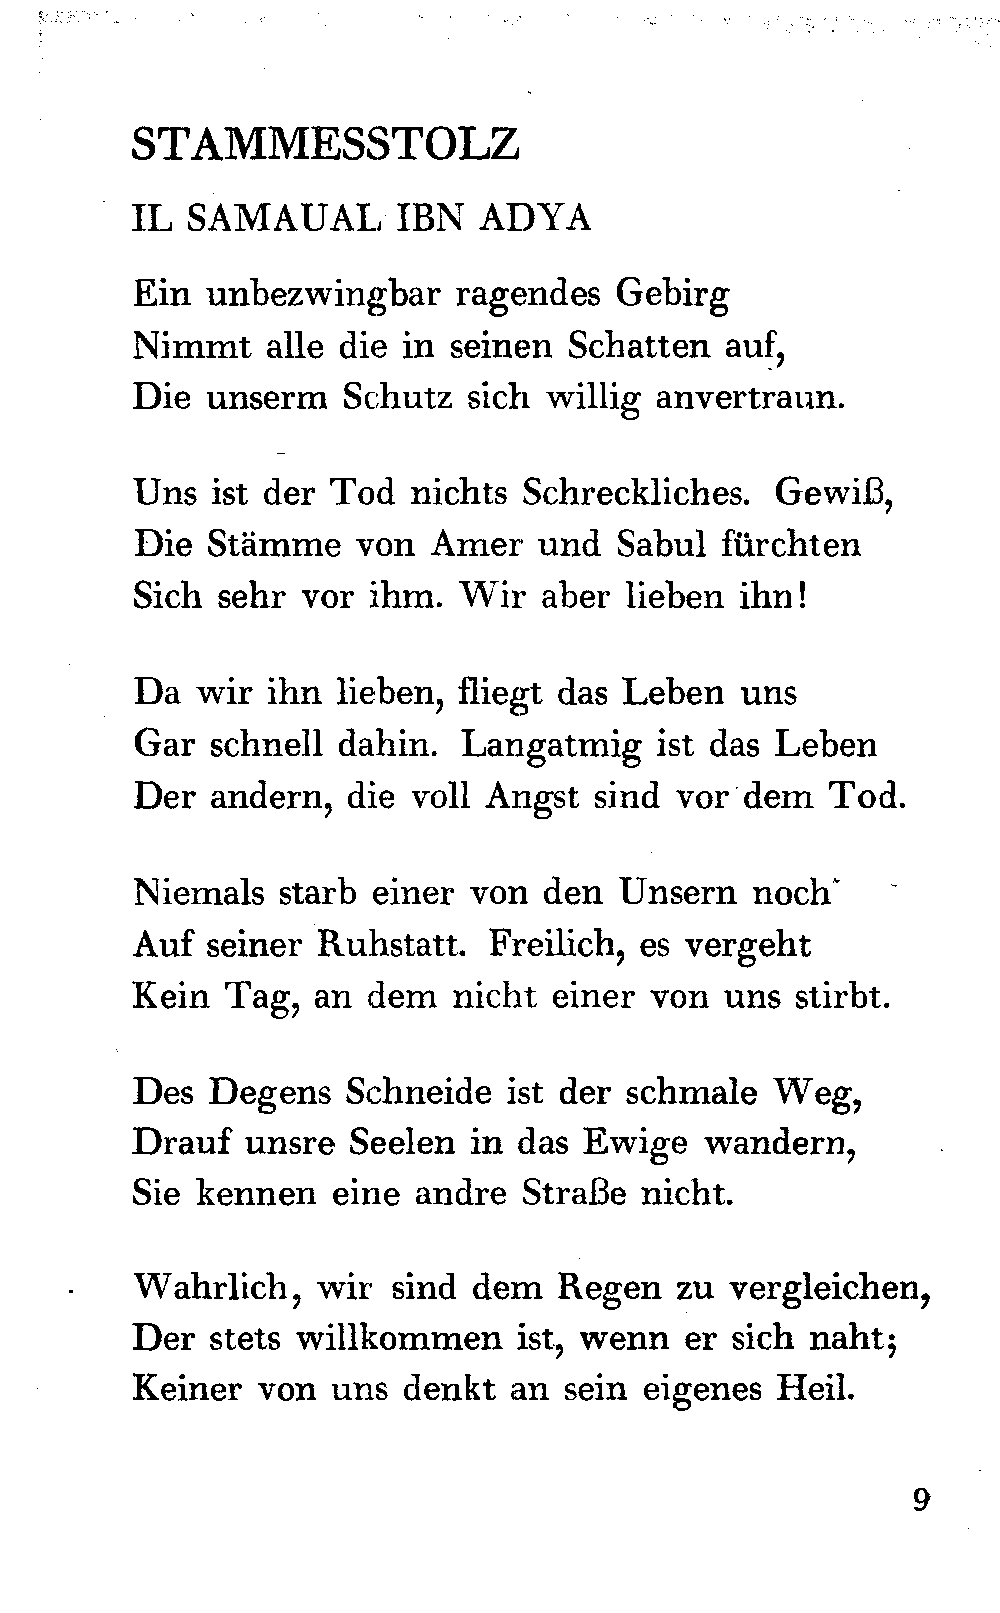 STAMMESSTOLZ
IL SAMAUAL IBN ADYA
Ein unbezwingbar ragendes Gebirg
Nimmt alle die in seinen Schatten auf,
Die unserm Schutz sich willig anvertraun.
Uns ist der Tod nichts Schreckliches. Gewiß,
Die Stämme von Amer und Sabul fürchten
Sich sehr vor ihm. Wir aber lieben ihn!
Da wir ihn lieben, fliegt das Leben uns
Gar schnell dahin. Langatmig ist das Leben
Der andern, die voll Angst sind vor dem Tod.
Niemals starb einer von den Unsern noch
Auf seiner Ruhstatt. Freilich, es vergeht
Kein Tag, an dem nicht einer von uns stirbt.
Des Degens Schneide ist der schmale Weg,
Drauf unsre Seelen in das Ewige wandern,
Sie kennen eine andre Straße nicht.
Wahrlich, wir sind dem Regen zu vergleichen,
Der stets willkommen ist, wenn er sich naht;
Keiner von uns denkt an sein eigenes Heil.
9